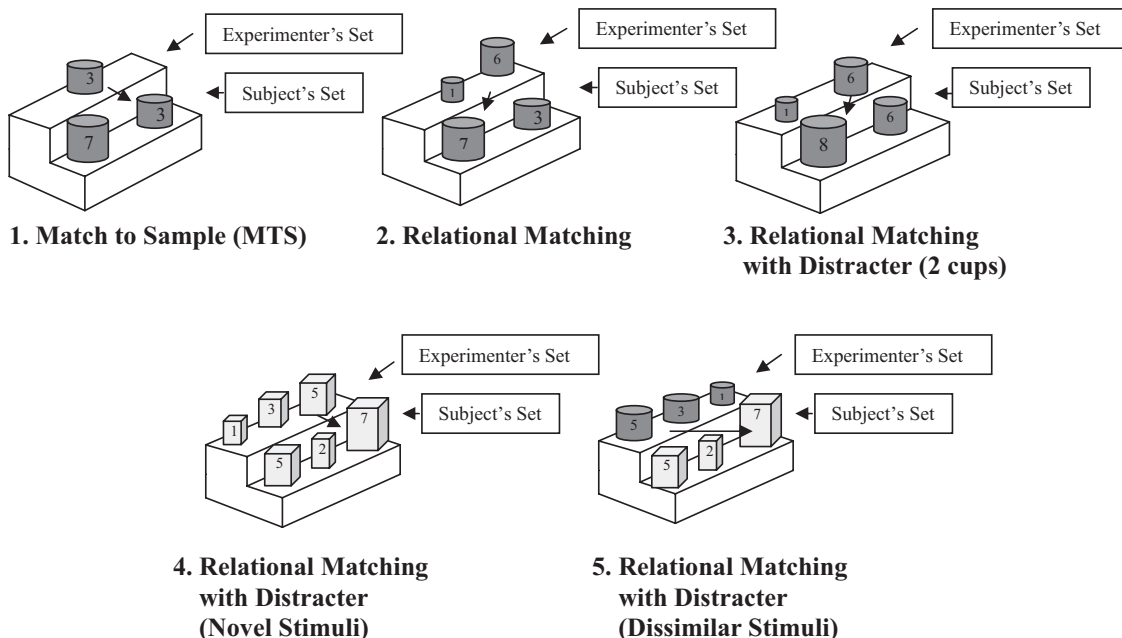 Experimenter's Set
Subject's Set
3
3
7
1. Match to Sample (MTS)
Experimenter's Set
Subject's Set
6
1
3
7
2. Relational Matching
Experimenter's Set
Subject's Set
6
1
6
8
3. Relational Matching
with Distracter (2 cups)
Experimenter's Set
Subject's Set
5
3
1
7
2
5
4. Relational Matching
with Distracter
(Novel Stimuli)
Experimenter's Set
Subject's Set
1
3
5
7
2
5
5. Relational Matching
with Distracter
(Dissimilar Stimuli)